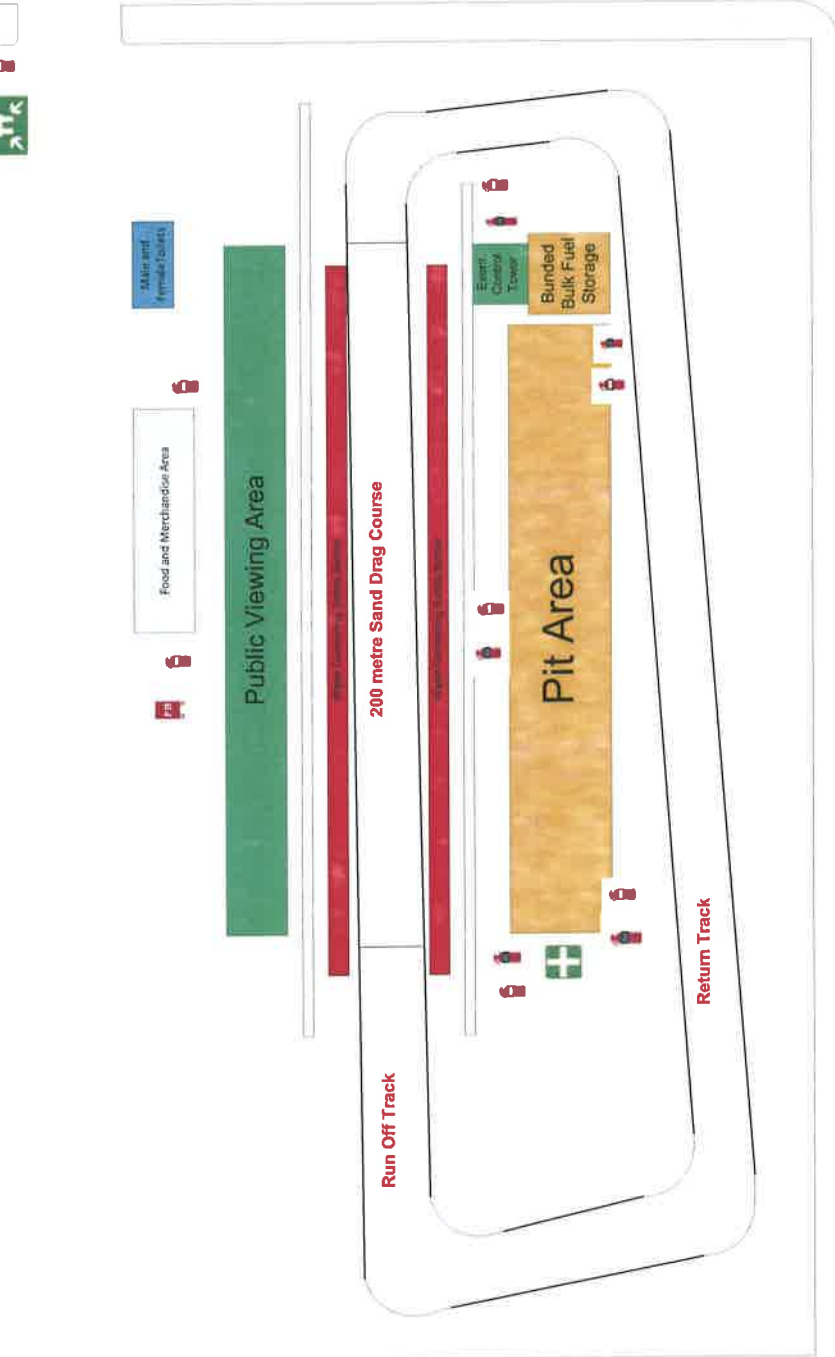 Male and
Female Toilets
Food and Merchandise Area
FB
Public Viewing Area
200 metre Sand Drag Course
Run Off Track
Event
Control
Tower
Bunded
Bulk Fuel
Storage
Pit Area
Return Track